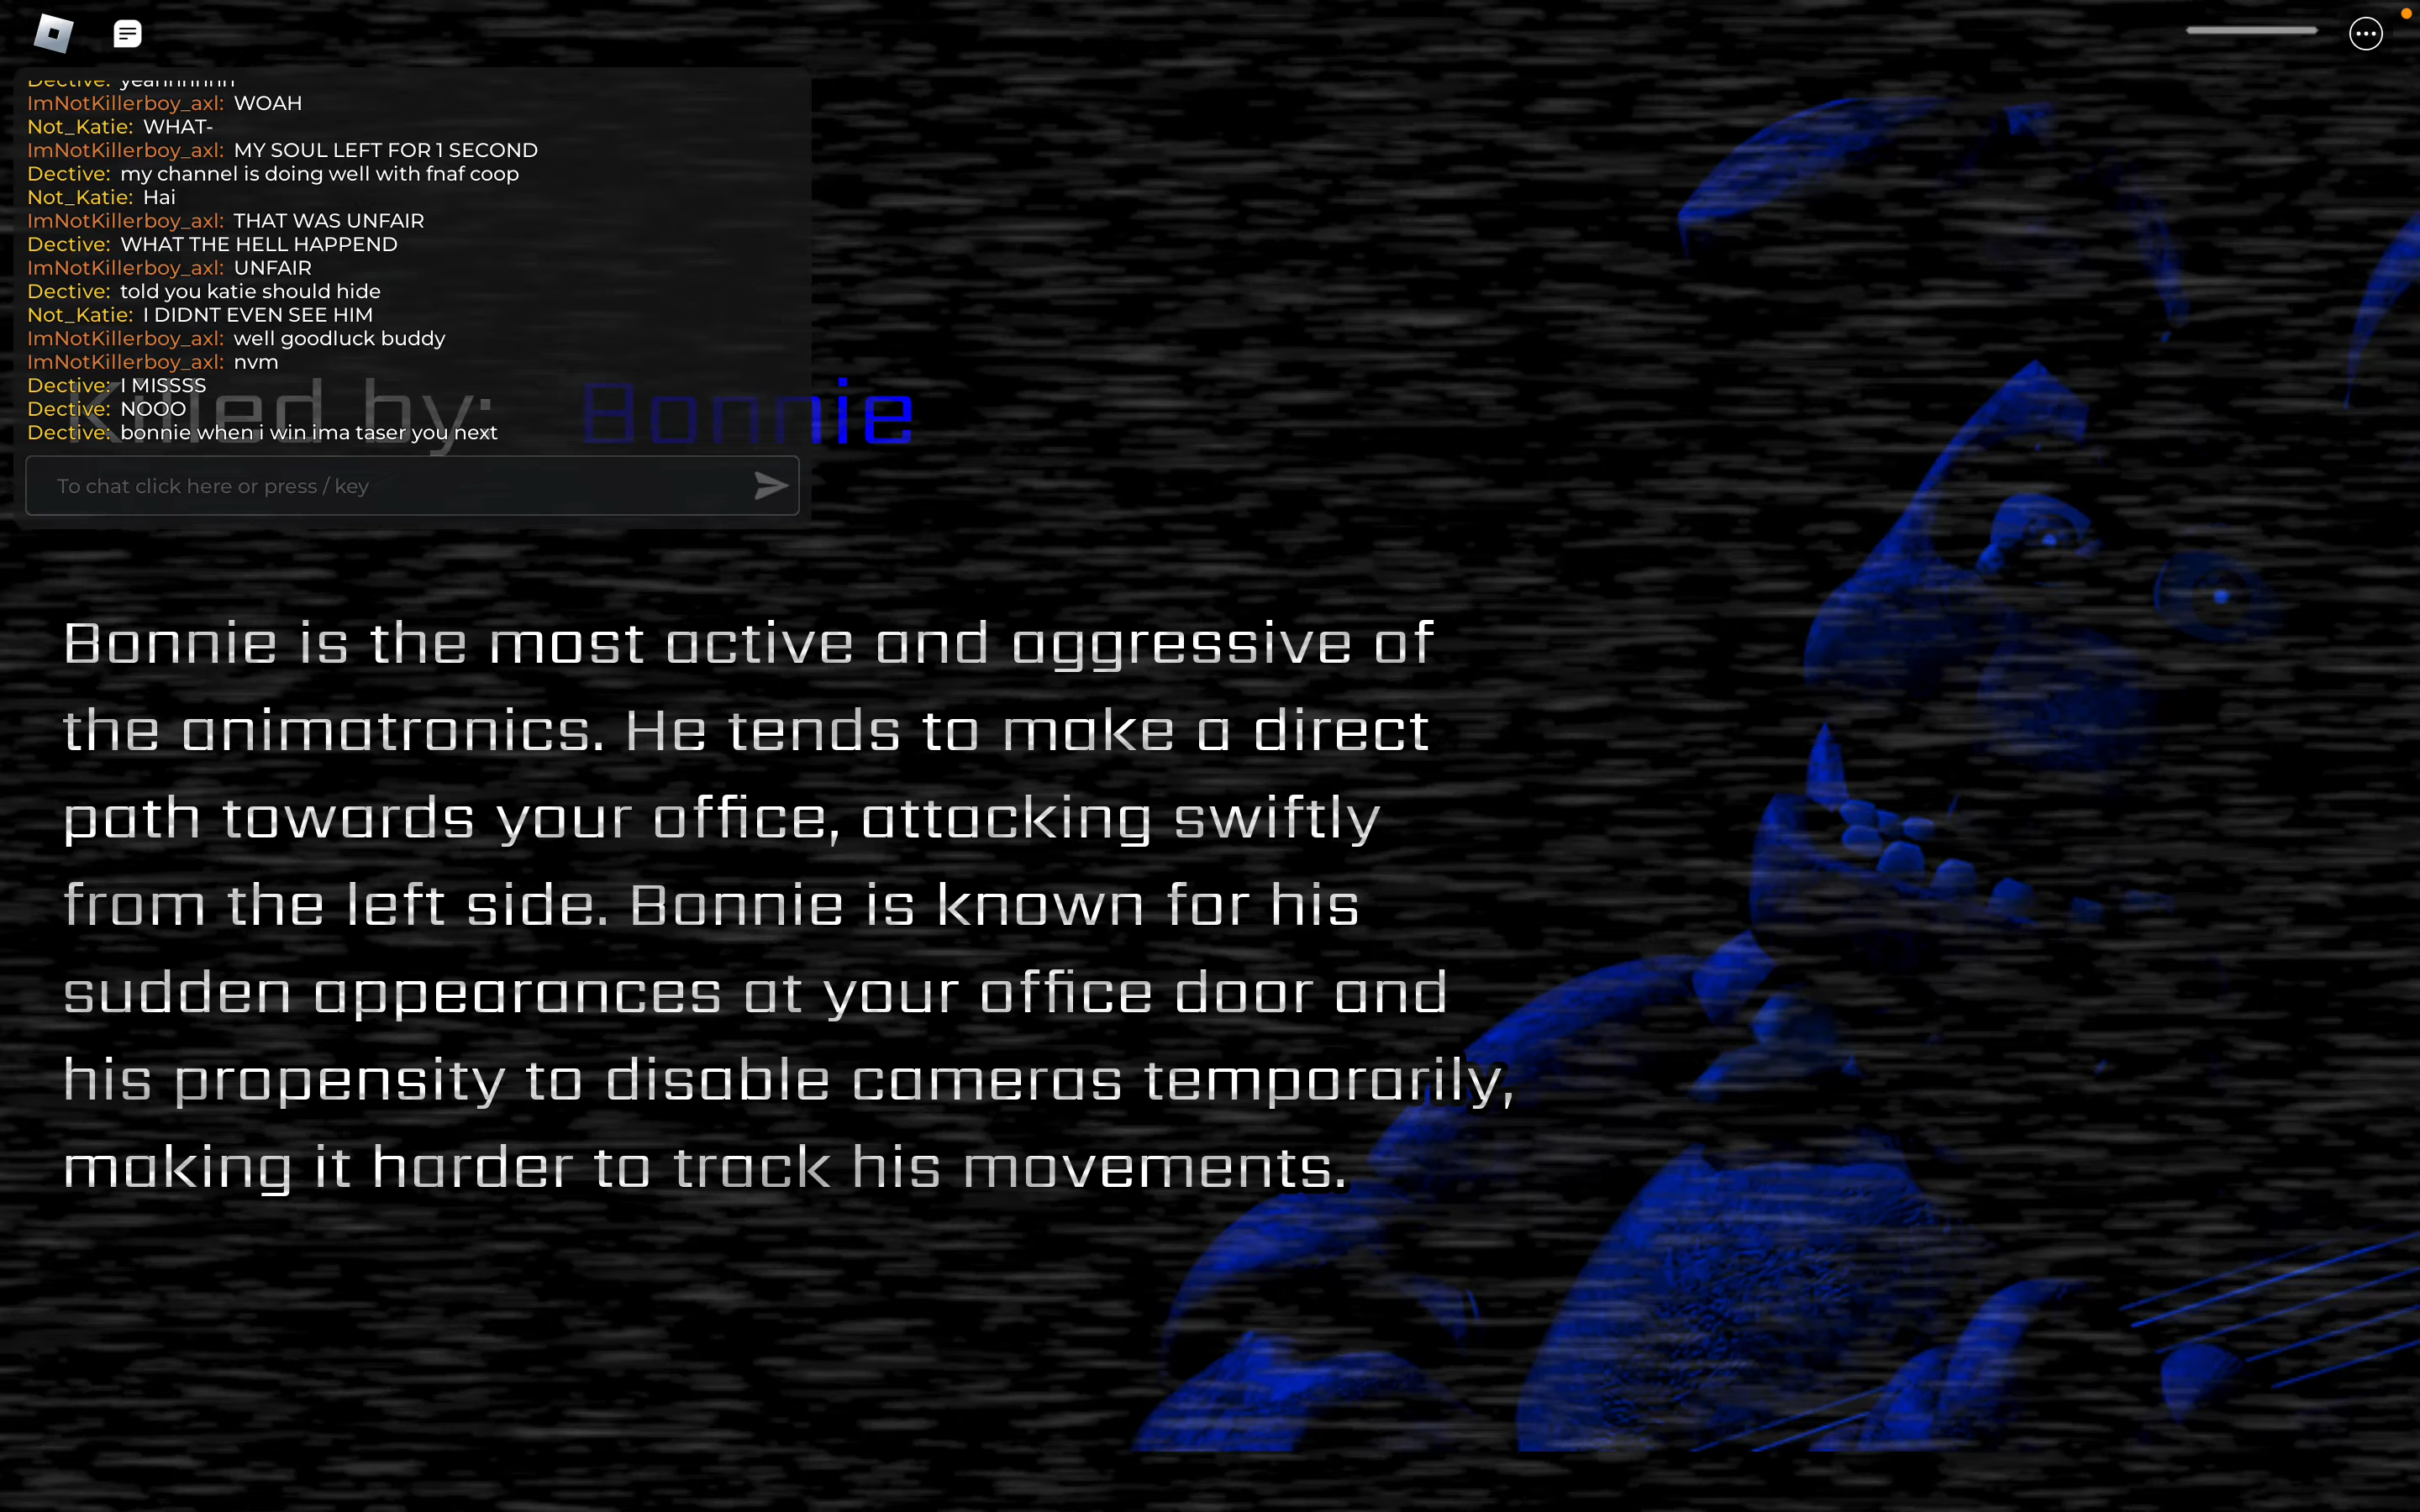 Dective: yeahhhhhh
ImNotKillerboy_axl: WOAH
Not_Katie: WHAT-
ImNotKillerboy_axl: MY SOUL LEFT FOR 1 SECOND
Dective: my channel is doing well with fnaf coop
Not_Katie: Hai
ImNotKillerboy_axl: THAT WAS UNFAIR
Dective: WHAT THE HELL HAPPEND
ImNotKillerboy_axl: UNFAIR
Dective: told you katie should hide
Not_Katie: I DIDNT EVEN SEE HIM
ImNotKillerboy_axl: well goodluck buddy
ImNotKillerboy_axl: nvm
Dective: I MISSSS
Dective: NOOO
Dective: bonnie when i win ima taser you next
To chat click here or press / key
Killed by: Bonnie
Bonnie is the most active and aggressive of
the animatronics. He tends to make a direct
path towards your office, attacking swiftly
from the left side. Bonnie is known for his
sudden appearances at your office door and
his propensity to disable cameras temporarily,
making it harder to track his movements.